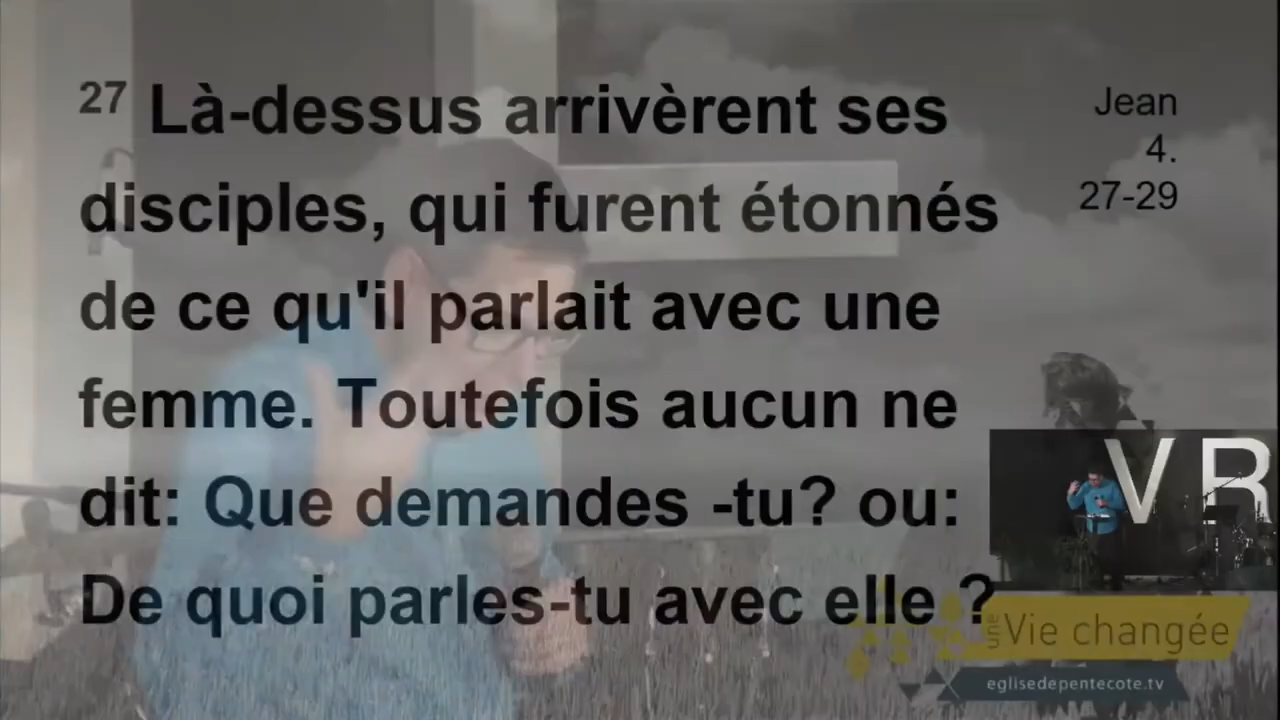 27 Là-dessus arrivèrent ses
disciples, qui furent étonnés
de ce qu'il parlait avec une
femme. Toutefois aucun ne
dit: Que demandes -tu? ou:
De quoi parles-tu avec elle ?
Jean
4.
27-29
V R
une Vie changée
eglisedepentecote.tv